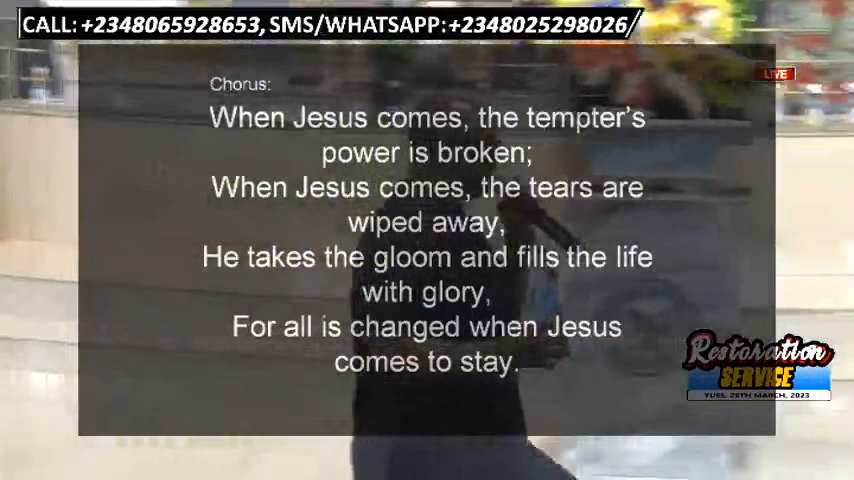 CALL: +2348065928653, SMS/WHATSAPP: +2348025298026
LIVE
Chorus:
When Jesus comes, the tempter's
power is broken;
When Jesus comes, the tears are
wiped away,
He takes the gloom and fills the life
with glory,
For all is changed when Jesus
comes to stay.
Restoration
SERVICE
TUES. 28TH MARCH, 2023